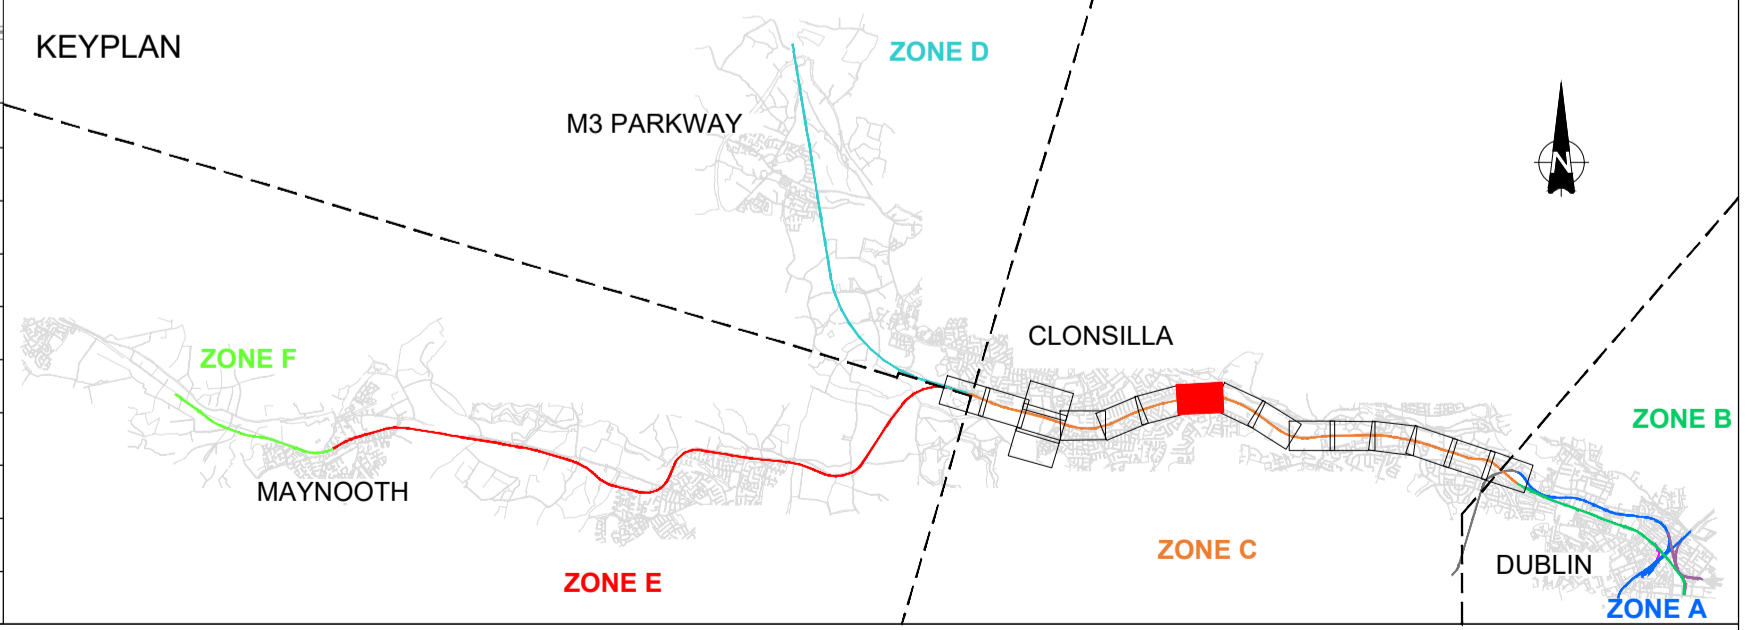 KEYPLAN
ZONE D
M3 PARKWAY
N
CLONSILLA
ZONE F
ZONE B
MAYNOOTH
ZONE C
DUBLIN
ZONE E
ZONE A